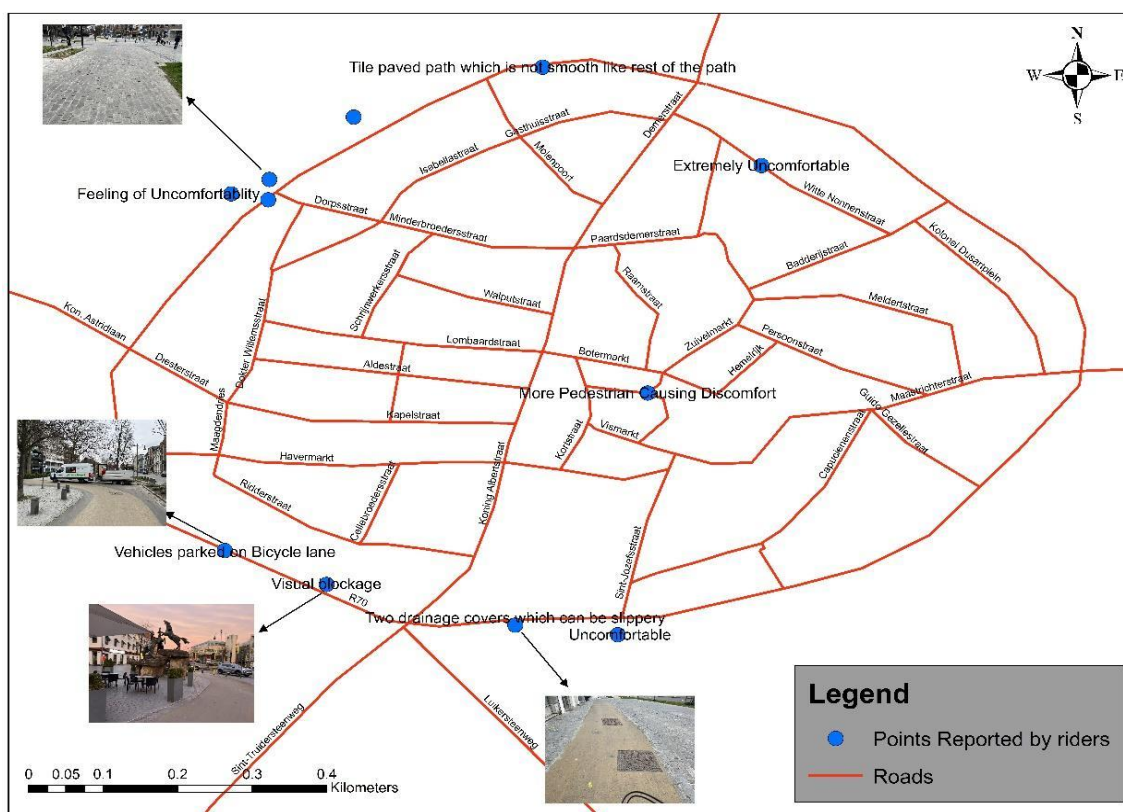 N
W E
S
Tile paved path which is not smooth like rest of the path
Demerstraat
Gasthuisstraat
Isabellastraat
Molenpoort
Extremely Uncomfortable
Feeling of Uncomfortablity
Witte Nonnenstraat
Dorpsstraat
Minderbroedersstraat
Paardsdemerstraat
Badderijstraat
Kolonel Dusariplein
Schrijnwerkersstraat
Raamstraat
Walputstraat
Meldertstraat
Kon. Astridlaan
Dokter Willemsstraat
Lombaardstraat
Botermarkt
Zuivelmarkt
Persoonstraat
Hemelrijk
Diesterstraat
Aldestraat
Maastrichterstraat
More Pedestrian Causing Discomfort
Guido Gezellestraat
Maagdendries
Kapelstraat
Kortstraat
Vismarkt
Capucienenstraat
Havermarkt
Koning Albertstraat
Ridderstraat
Cellebroedersstraat
Sint-Jozefsstraat
Vehicles parked on Bicycle lane
Visual blockage
R70
Two drainage covers which can be slippery
Uncomfortable
Luikersteenweg
Sint-Truidersteenweg
Legend
Points Reported by riders
Roads
0 0.05 0.1 0.2 0.3 0.4
Kilometers